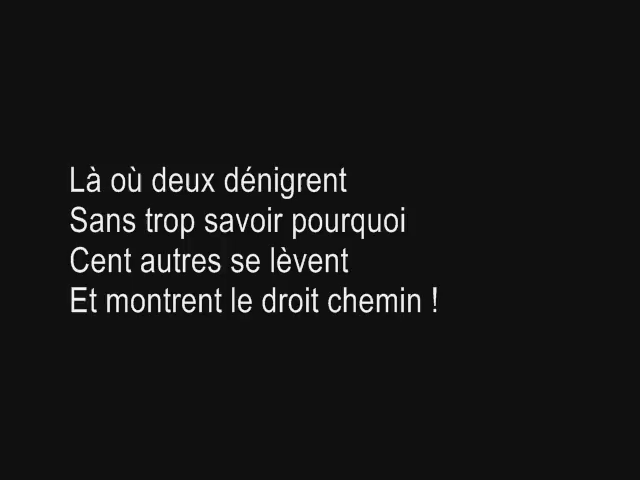 Là où deux dénigrent
Sans trop savoir pourquoi
Cent autres se lèvent
Et montrent le droit chemin !